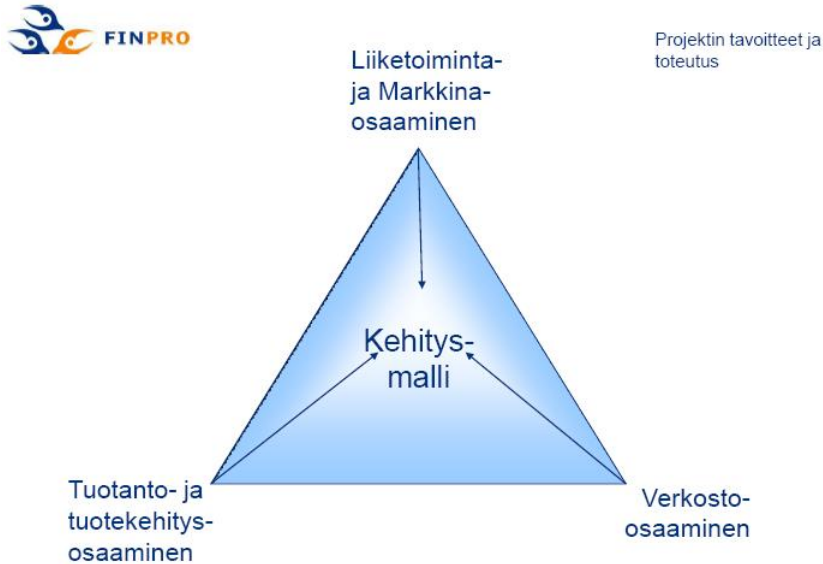 FINPRO
Projektin tavoitteet ja
toteutus
Liiketoiminta-
ja Markkina-
osaaminen
Kehitys-
malli
Tuotanto- ja
tuotekehitys-
osaaminen
Verkosto-
osaaminen